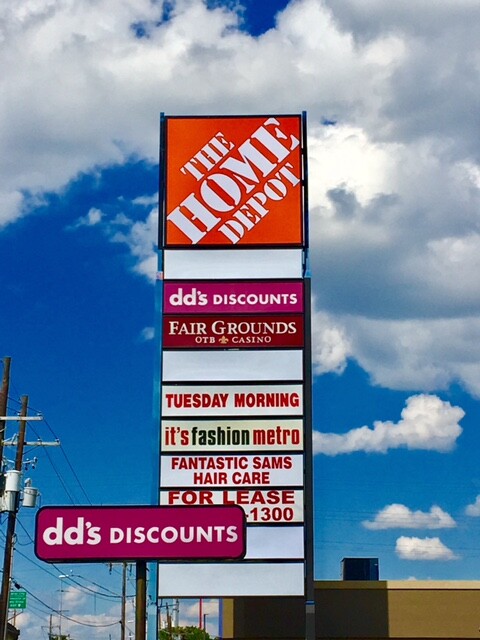 THE
HOME
DEPOT
dd's DISCOUNTS
FAIR GROUNDS
OTB CASINO
TUESDAY MORNING
it's fashion metro
FANTASTIC SAMS
HAIR CARE
FOR LEASE
-1300
dd's DISCOUNTS